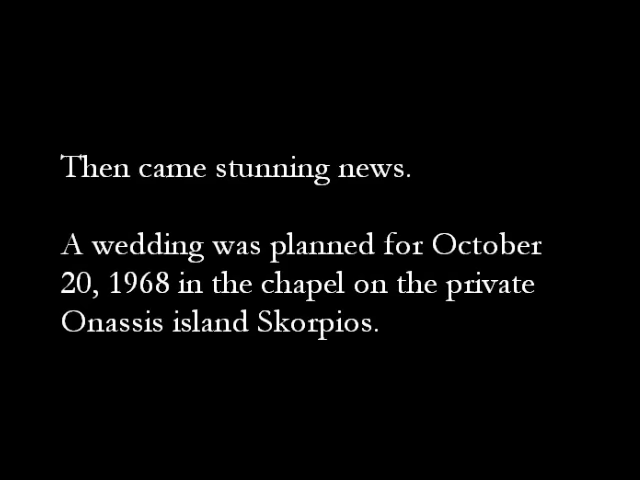 Then came stunning news.
A wedding was planned for October
20, 1968 in the chapel on the private
Onassis island Skorpios.